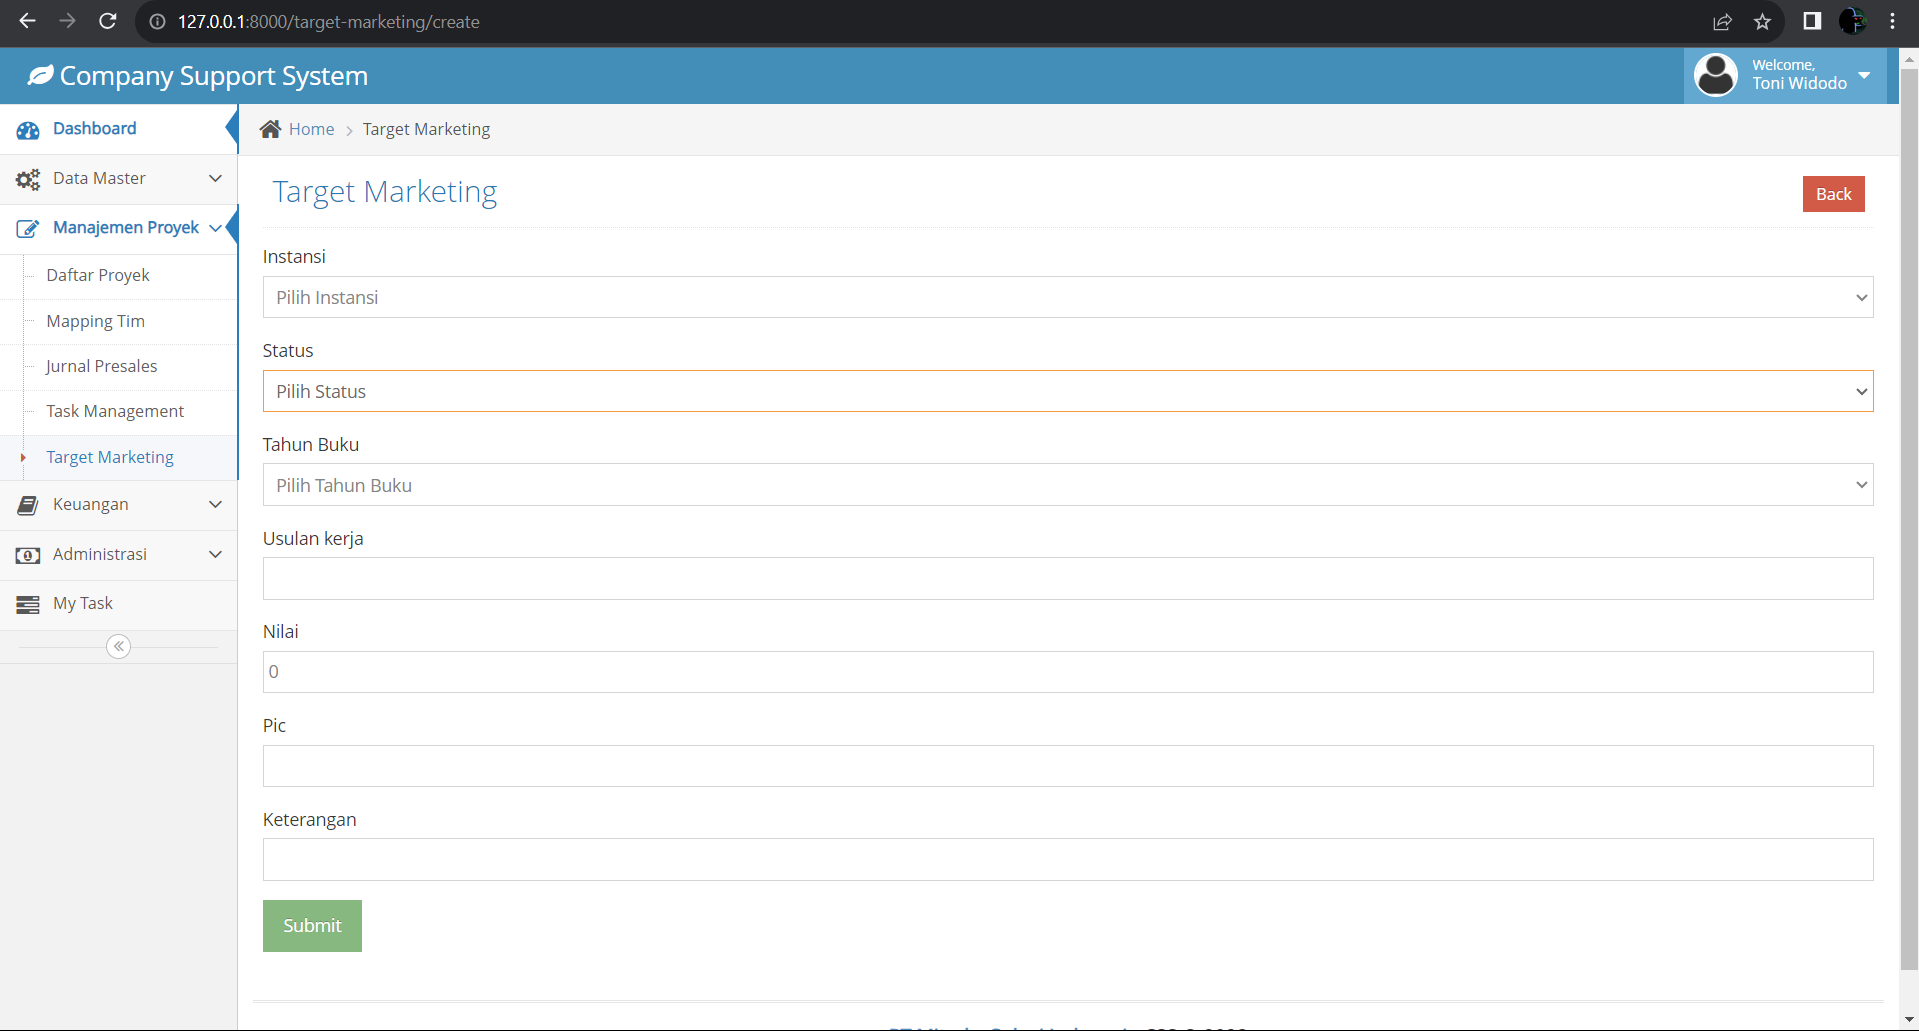 127.0.0.1:8000/target-marketing/create
Company Support System
Welcome,
Toni Widodo
Dashboard
Data Master
Manajemen Proyek
Daftar Proyek
Mapping Tim
Jurnal Presales
Task Management
Target Marketing
Keuangan
Administrasi
My Task
Home > Target Marketing
Target Marketing
Back
Instansi
Pilih Instansi
Status
Pilih Status
Tahun Buku
Pilih Tahun Buku
Usulan kerja
Nilai
0
Pic
Keterangan
Submit